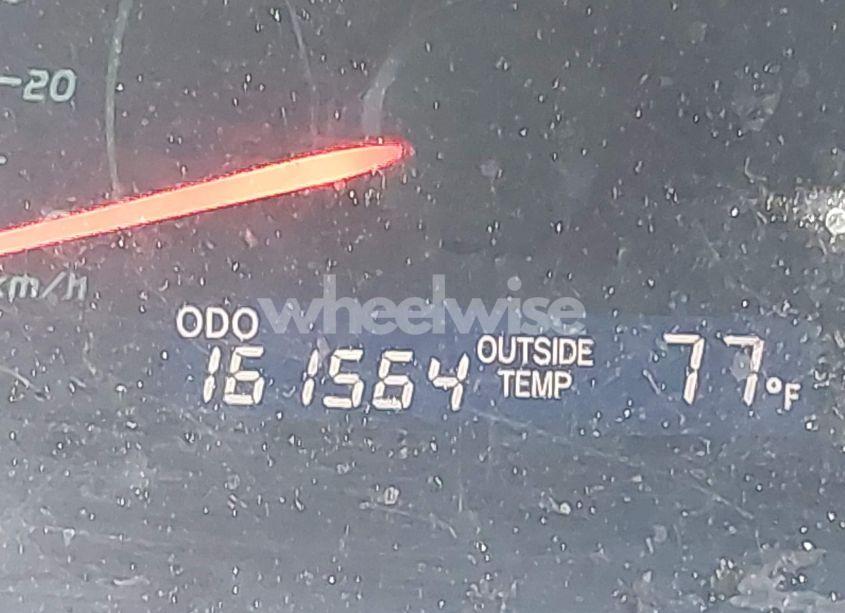 -20
km/h
wheelwise
ODO
161564
OUTSIDE
TEMP
77°F